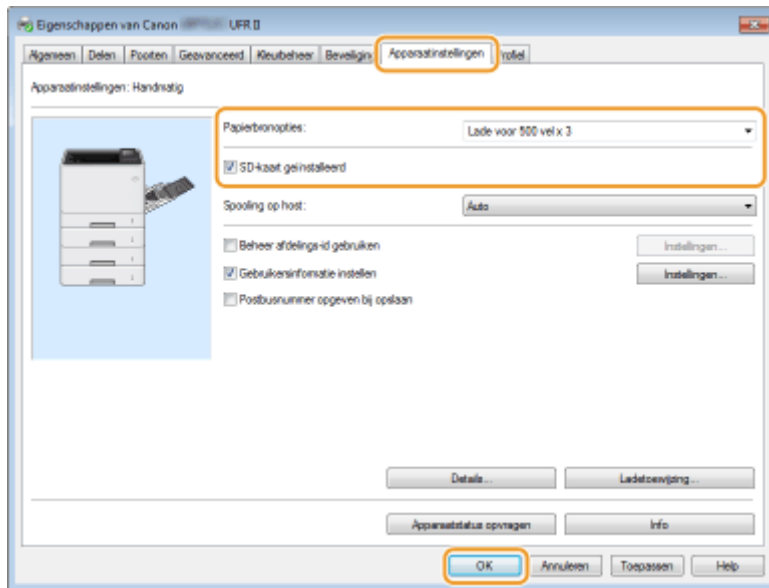 Eigenschappen van Canon UFR II
Algemeen Delen Poorten Geavanceerd Kleurbeheer Beveiliging Apparaatinstellingen Profiel
Apparaatinstellingen: Handmatig
Papierbronopties: Lade voor 500 vel x 3
SD-kaart geïnstalleerd
Spooling op host: Auto
Beheer afdelings-id gebruiken Instellingen...
Gebruikersinformatie instellen Instellingen...
Postbusnummer opgeven bij opslaan
Details... Ladetoewijzing...
Apparaatstatus opvragen Info
OK Annuleren Toepassen Help